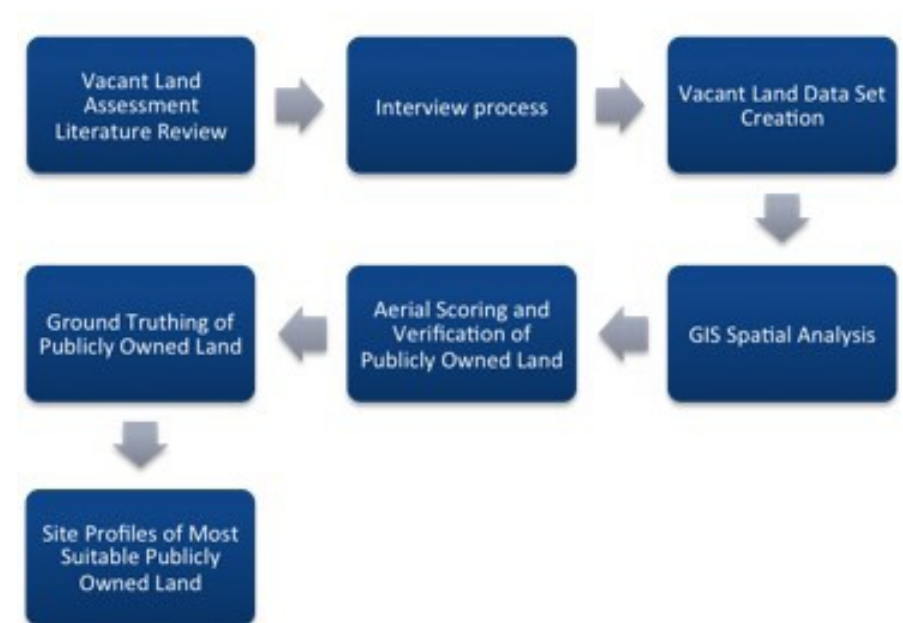 Vacant Land
Assessment
Literature Review
Interview process
Vacant Land Data Set
Creation
GIS Spatial Analysis
Aerial Scoring and
Verification of
Publicly Owned Land
Ground Truthing of
Publicly Owned Land
Site Profiles of Most
Suitable Publicly
Owned Land